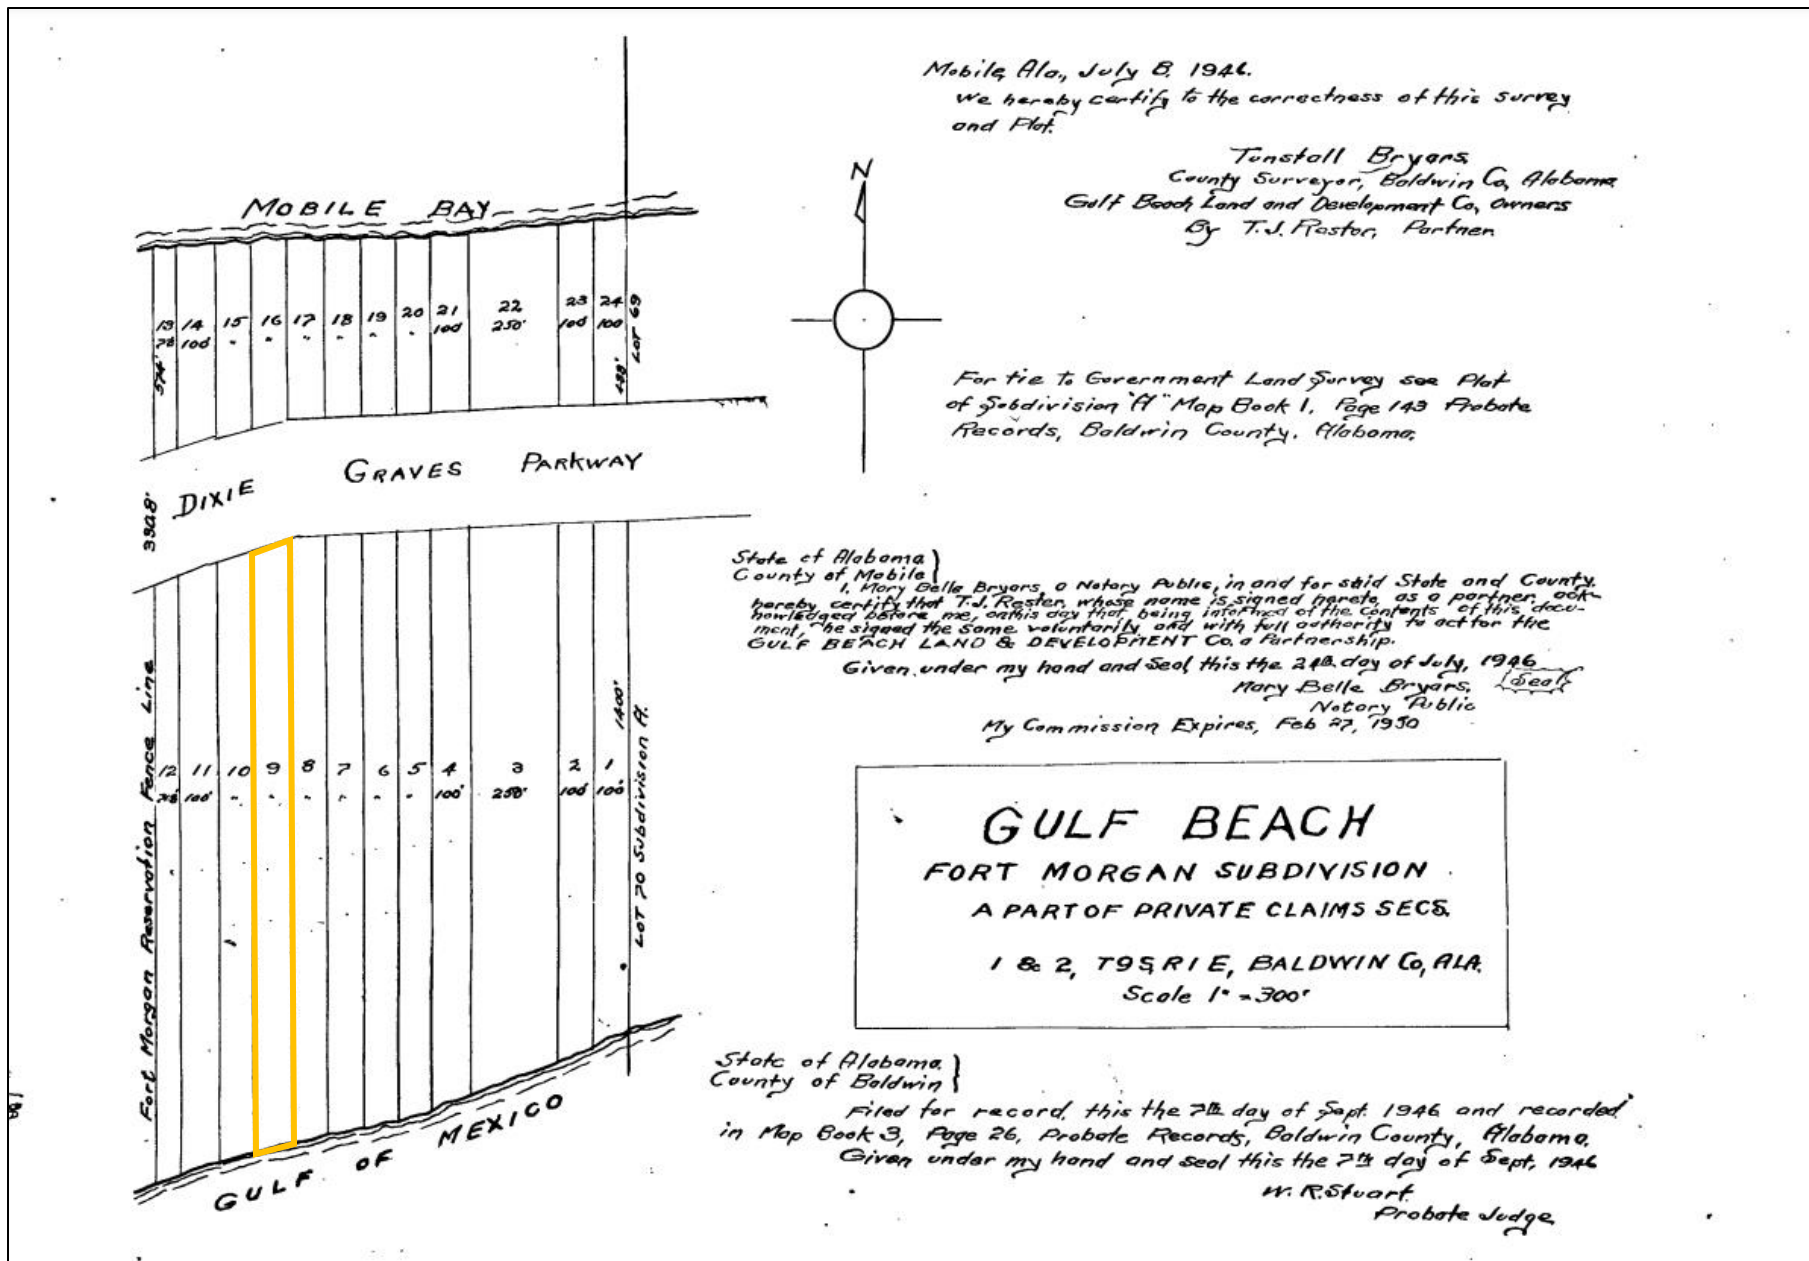 Mobile, Ala., July 8, 1946.
We hereby certify to the correctness of this survey
and Plat.
Tunstall Bryars
County Surveyor, Baldwin Co, Alabama
Gulf Beach Land and Development Co, Owners
By T.J. Rester, Partner
N
MOBILE BAY
13 14 15 16 17 18 19 20 21 22 23 24
78 100' " " " " " " 100' 250' 100' 100
574'
488'
LOT 69
For tie to Government Land Survey see Plat
of Subdivision "A" Map Book 1, Page 143 Probate
Records, Baldwin County, Alabama.
DIXIE GRAVES PARKWAY
Fort Morgan Reservation Fence Line
12 11 10 9 8 7 6 5 4 3 2 1
78' 100' " " " " " " 100' 250' 100' 100'
1400'
LOT 70 Subdivision A.
GULF OF MEXICO
State of Alabama }
County of Mobile }
I, Mary Belle Bryars, a Notary Public, in and for said State and County,
hereby certify that T.J. Rester, whose name is signed hereto, as a partner, ack-
nowledged before me, on this day that being informed of the contents of this docu-
ment, he signed the same voluntarily and with full authority to act for the
GULF BEACH LAND & DEVELOPMENT Co. a Partnership.
Given under my hand and Seal, this the 24th day of July, 1946
Mary Belle Bryars. (Seal)
Notary Public
My Commission Expires, Feb 27, 1950
GULF BEACH
FORT MORGAN SUBDIVISION
A PART OF PRIVATE CLAIMS SECS.
1 & 2, T9S, R1E, BALDWIN Co, ALA.
Scale 1" = 300'
State of Alabama }
County of Baldwin }
Filed for record, this the 7th day of Sept. 1946 and recorded
in Map Book 3, Page 26, Probate Records, Baldwin County, Alabama.
Given under my hand and seal this the 7th day of Sept, 1946
W. R. Stuart
Probate Judge